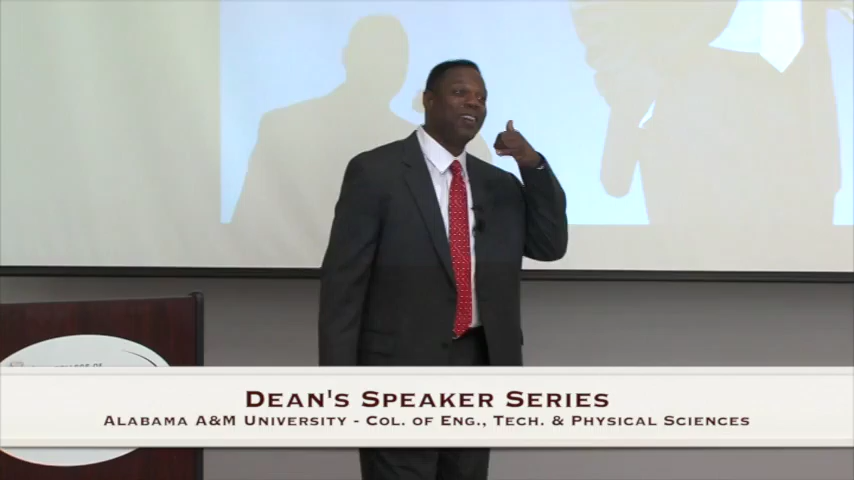 Dean's Speaker Series
Alabama A&M University - Col. of Eng., Tech. & Physical Sciences